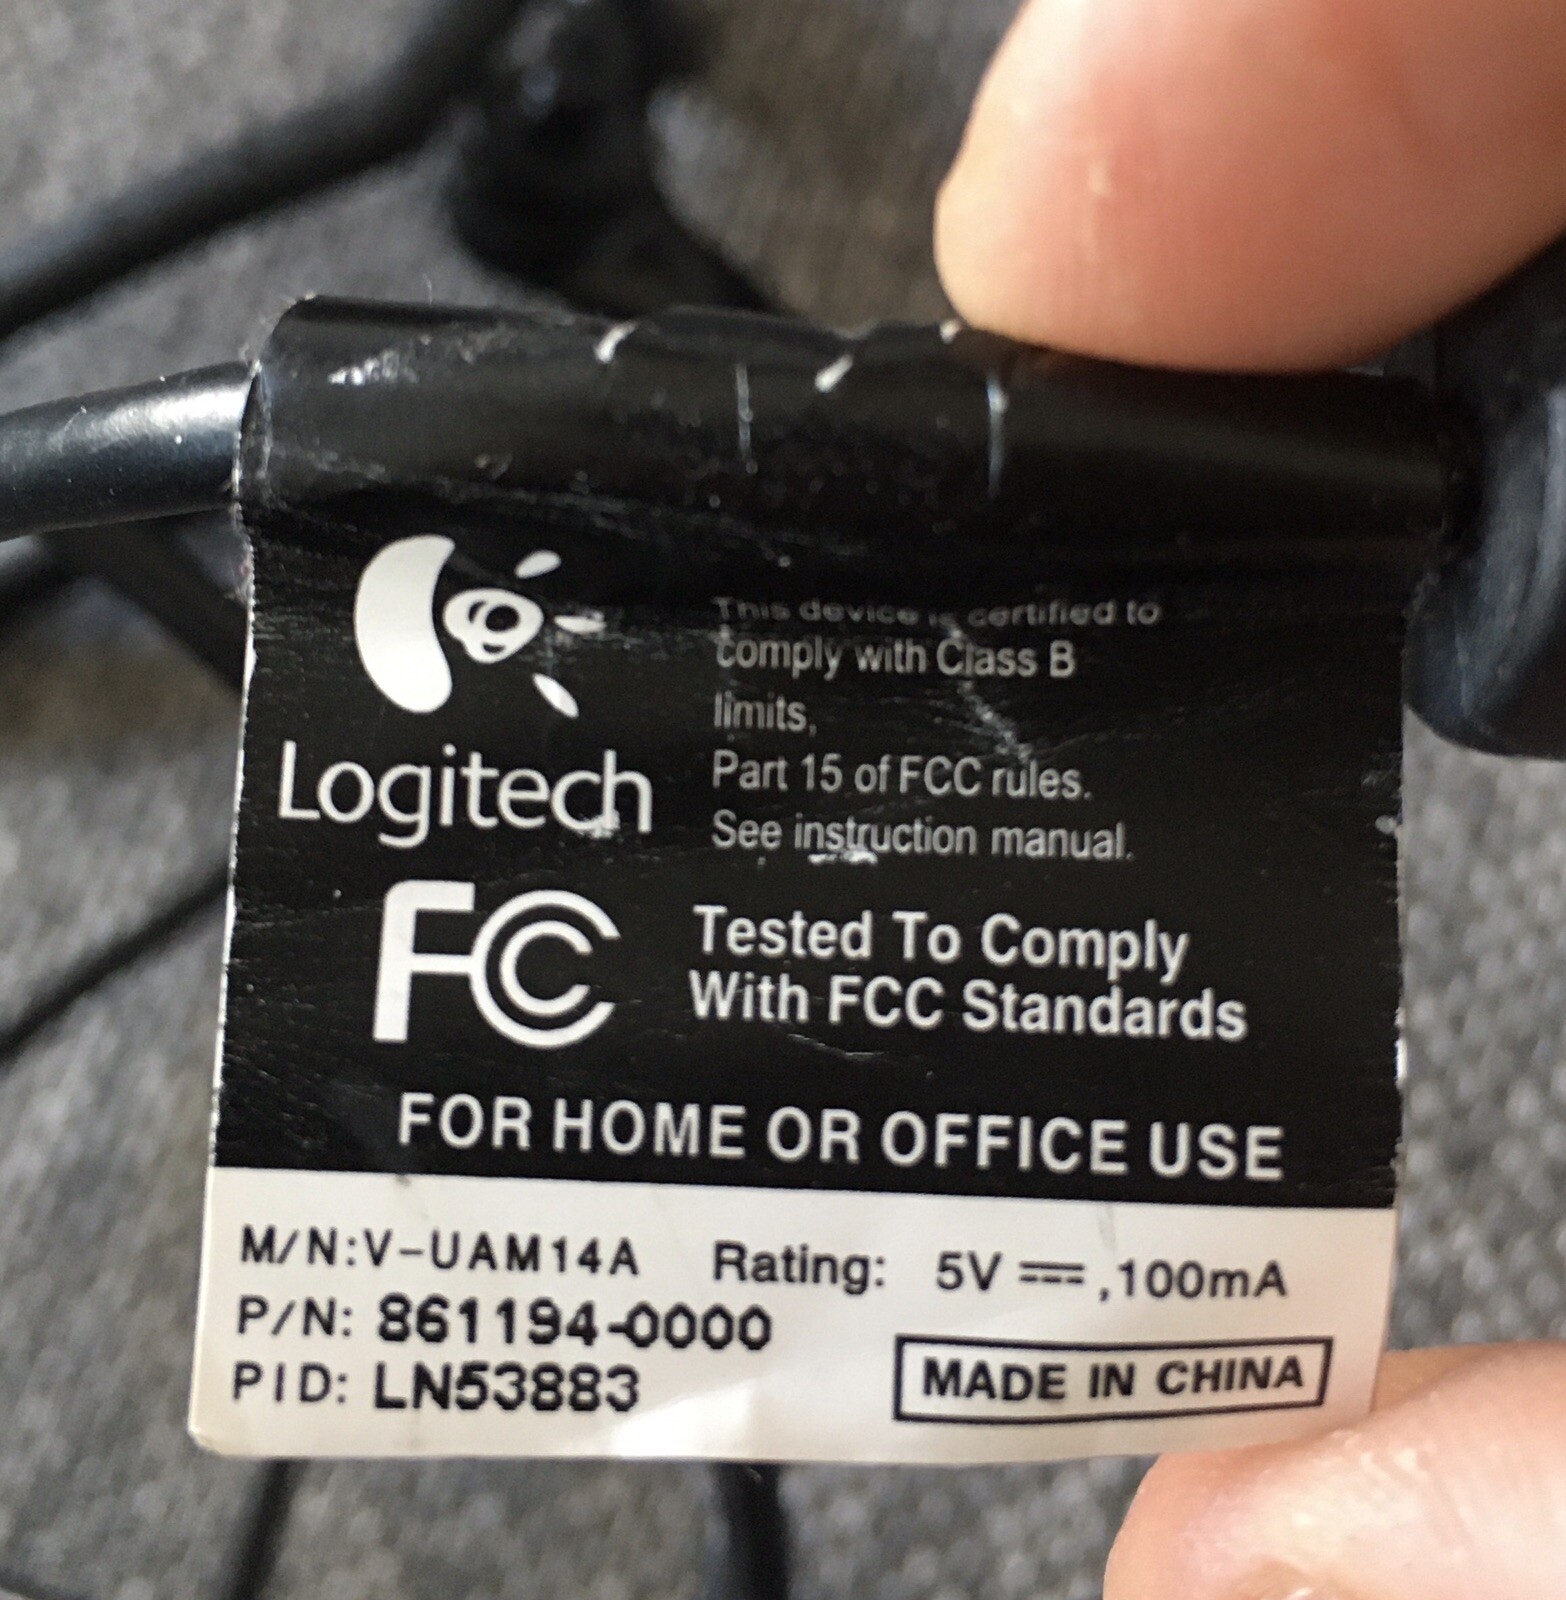 Logitech
This device is certified to
comply with Class B
limits,
Part 15 of FCC rules.
See instruction manual.
FC
Tested To Comply
With FCC Standards
FOR HOME OR OFFICE USE
M/N:V-UAM14A Rating: 5V ⎓,100mA
P/N: 861194-0000
PID: LN53883
MADE IN CHINA